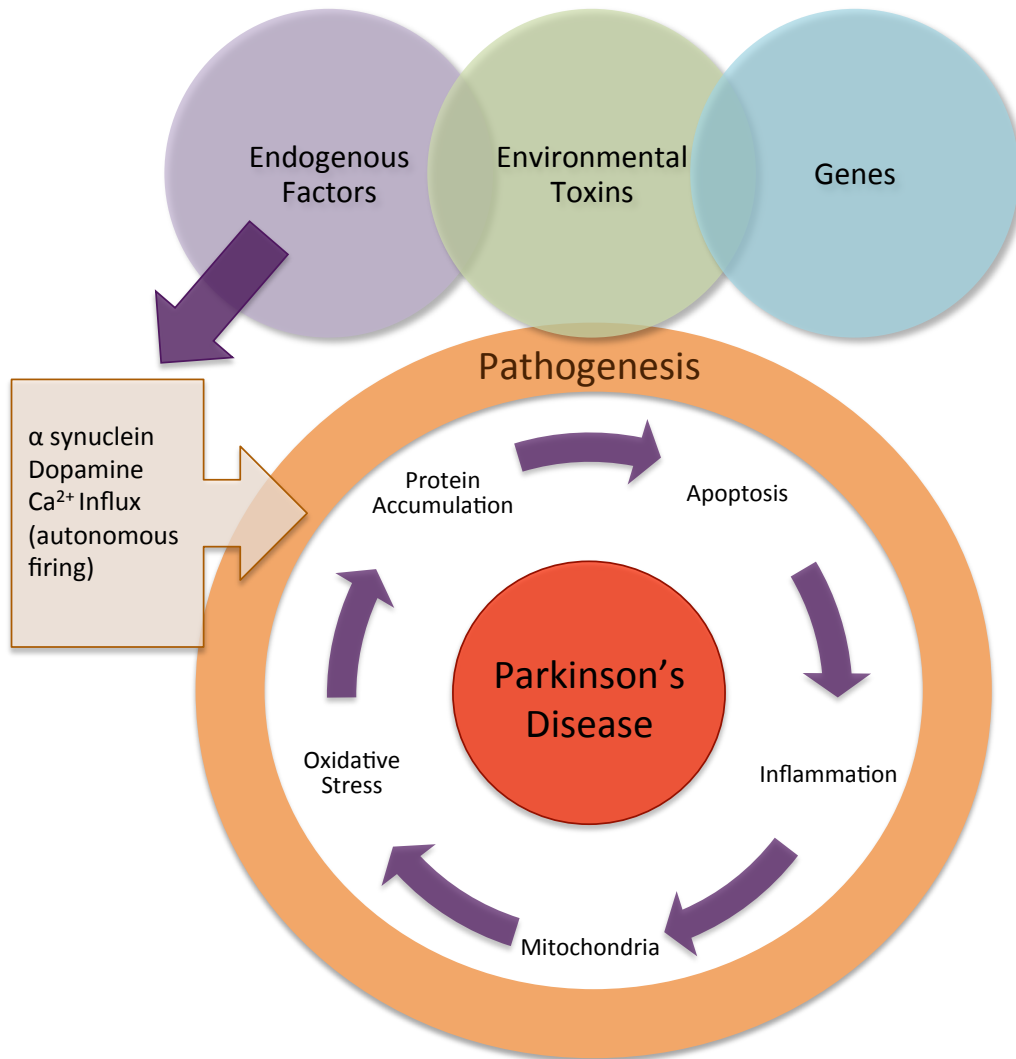 Endogenous
Factors
Environmental
Toxins
Genes
Pathogenesis
α synuclein
Dopamine
Ca²⁺ Influx
(autonomous
firing)
Protein
Accumulation
Apoptosis
Parkinson’s
Disease
Oxidative
Stress
Inflammation
Mitochondria